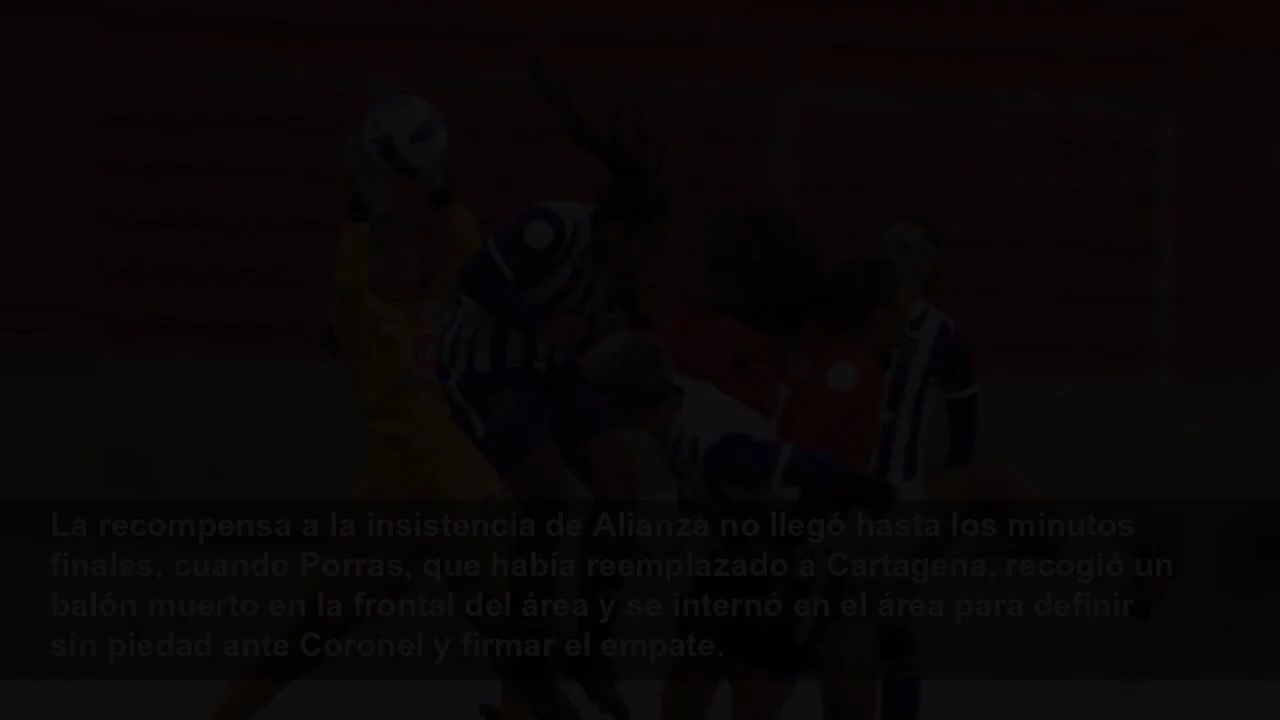 La recompensa a la insistencia de Alianza no llegó hasta los minutos
finales, cuando Porras, que había reemplazado a Cartagena, recogió un
balón muerto en la frontal del área y se internó en el área para definir
sin piedad ante Coronel y firmar el empate.